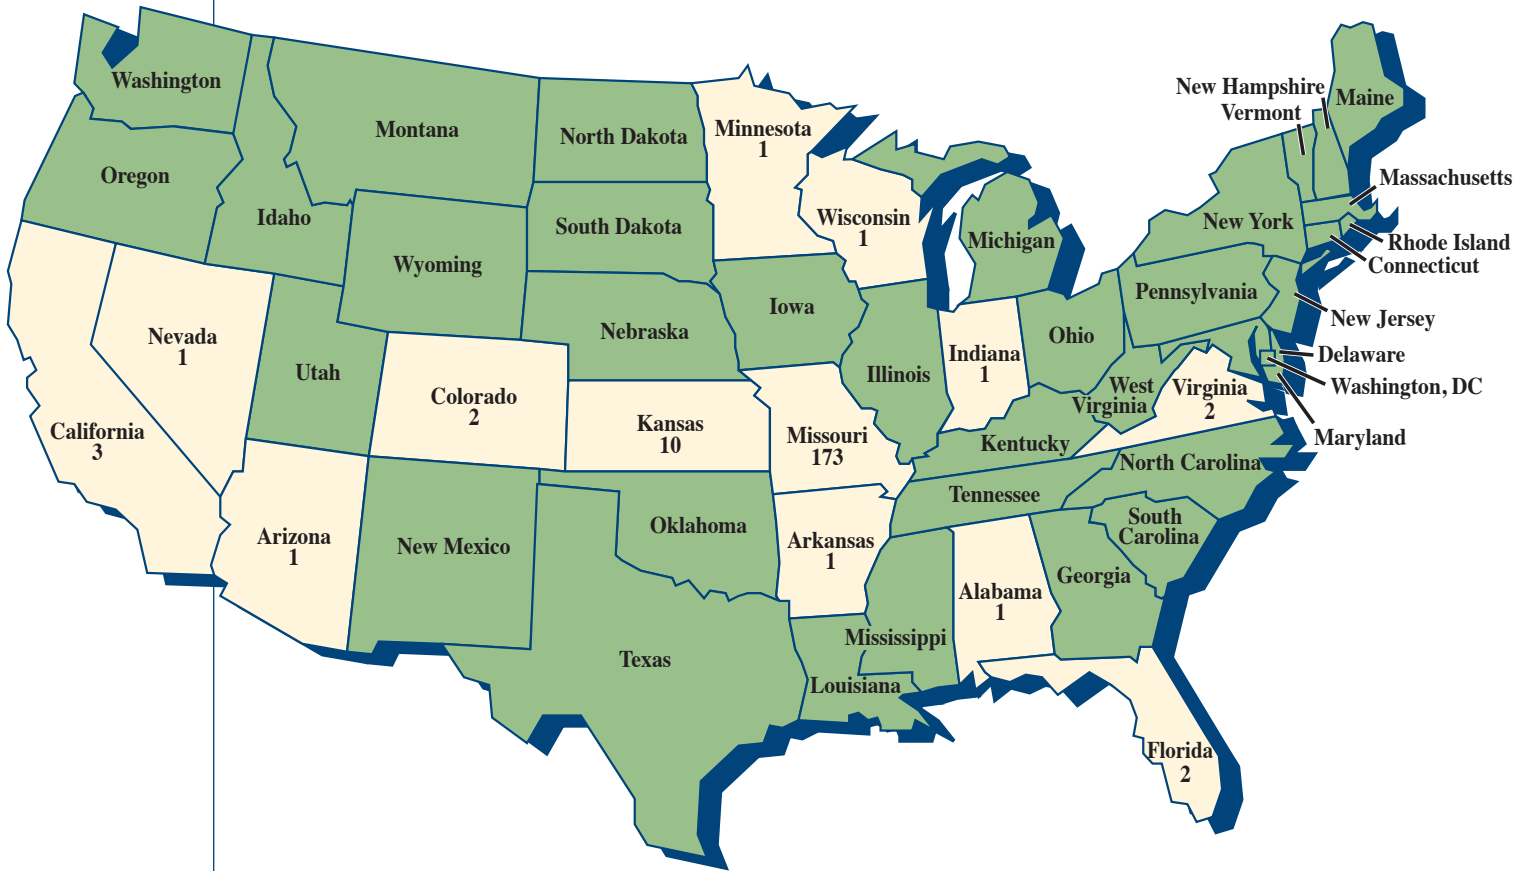 Washington
Montana
North Dakota
Minnesota
1
New Hampshire
Vermont
Maine
Oregon
Idaho
South Dakota
Wisconsin
1
Michigan
New York
Massachusetts
Rhode Island
Connecticut
Wyoming
Iowa
Pennsylvania
New Jersey
Nevada
1
Utah
Nebraska
Illinois
Indiana
1
Ohio
Delaware
Washington, DC
Maryland
California
3
Colorado
2
Kansas
10
Missouri
173
West
Virginia
Virginia
2
Kentucky
North Carolina
Tennessee
Arizona
1
New Mexico
Oklahoma
Arkansas
1
South
Carolina
Alabama
1
Georgia
Mississippi
Texas
Louisiana
Florida
2